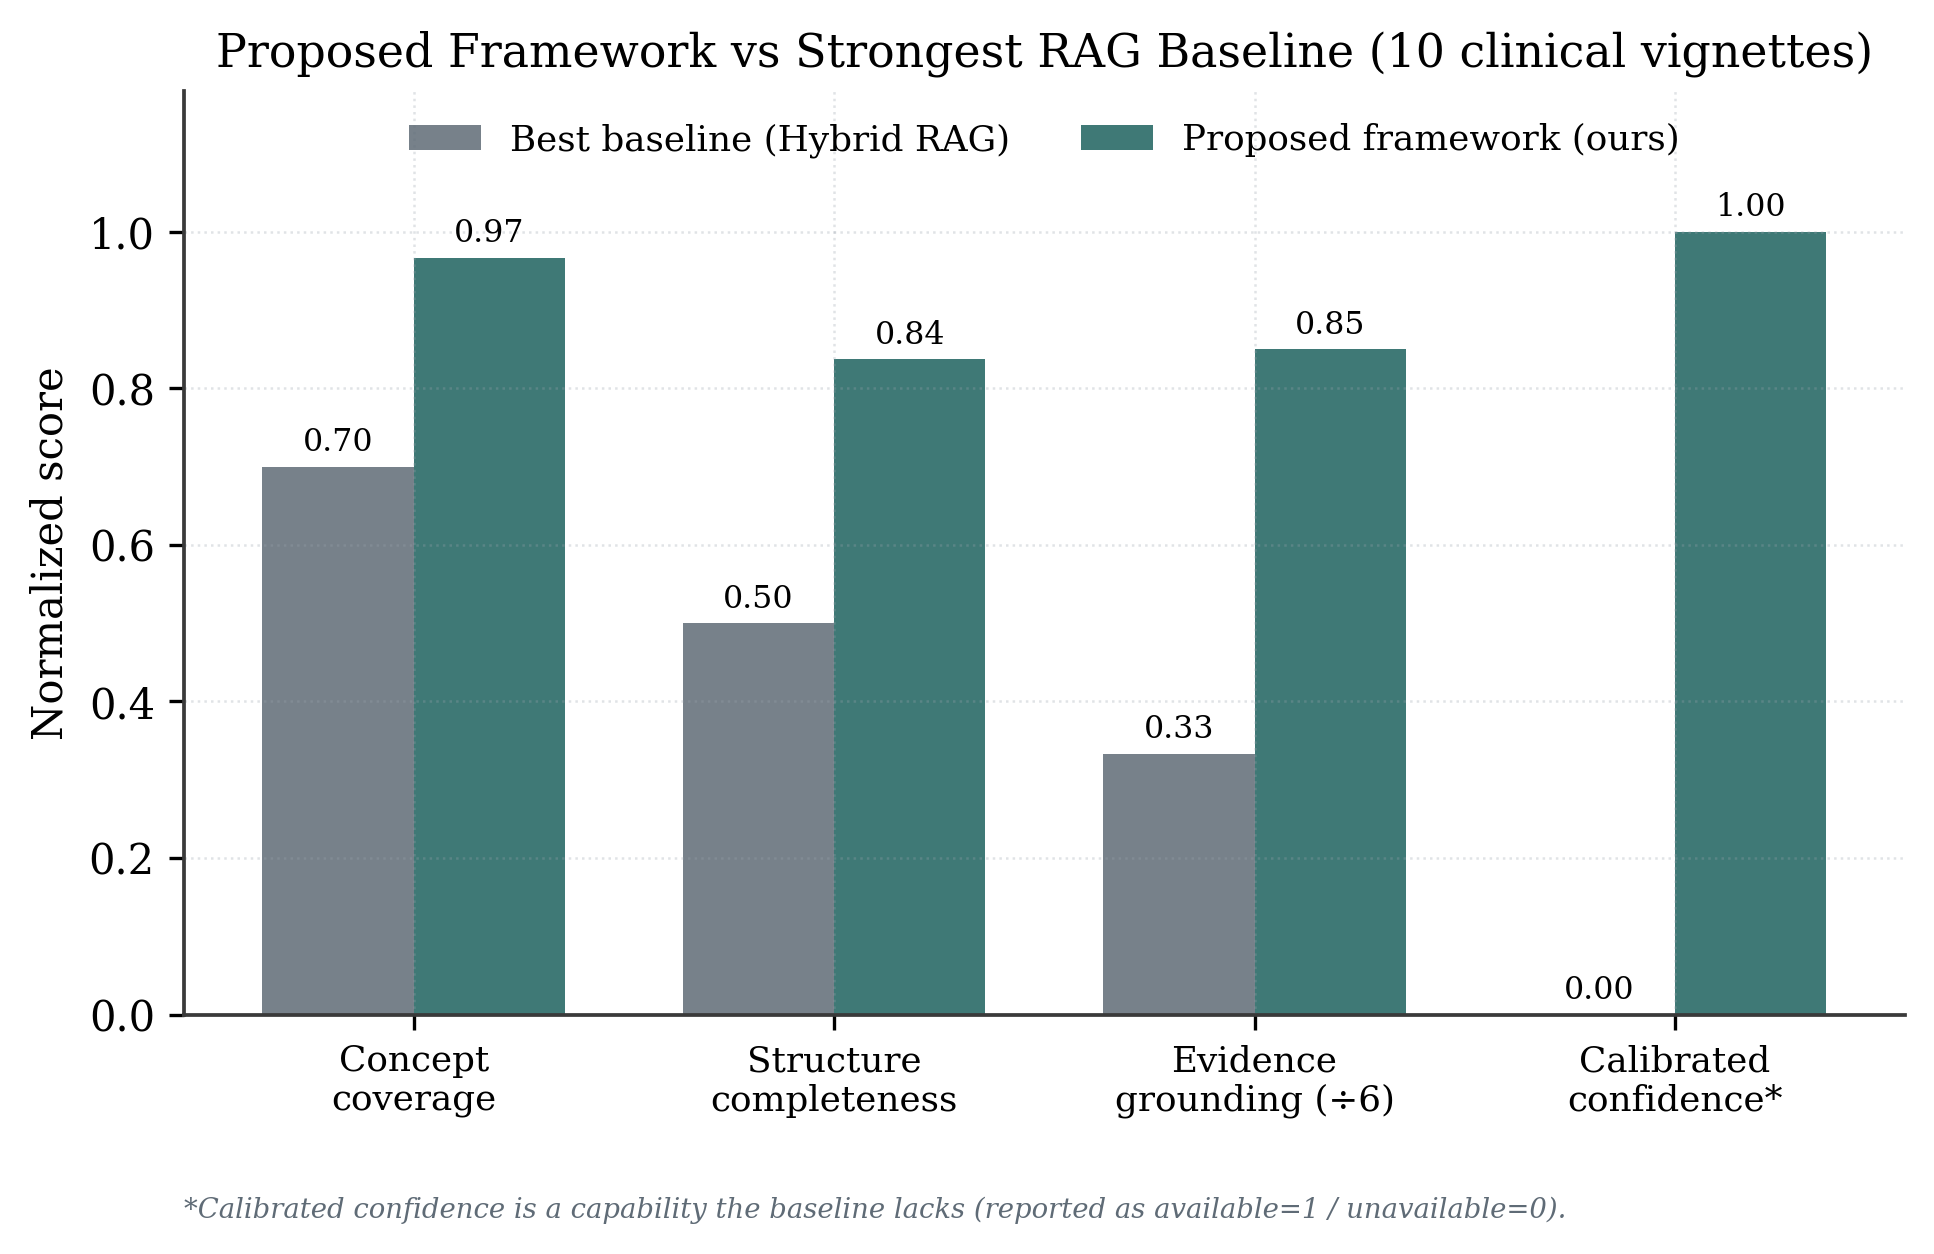 Proposed Framework vs Strongest RAG Baseline (10 clinical vignettes)
Best baseline (Hybrid RAG)
Proposed framework (ours)
Normalized score
1.0
0.8
0.6
0.4
0.2
0.0
0.70
0.97
0.50
0.84
0.33
0.85
0.00
1.00
Concept
coverage
Structure
completeness
Evidence
grounding (÷6)
Calibrated
confidence*
*Calibrated confidence is a capability the baseline lacks (reported as available=1 / unavailable=0).